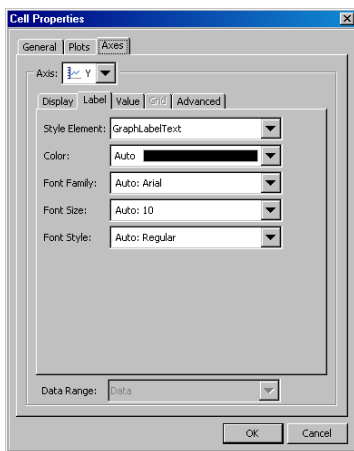 Cell Properties
General Plots Axes
Axis: Y
Display Label Value Grid Advanced
Style Element: GraphLabelText
Color: Auto
Font Family: Auto: Arial
Font Size: Auto: 10
Font Style: Auto: Regular
Data Range: Data
OK Cancel